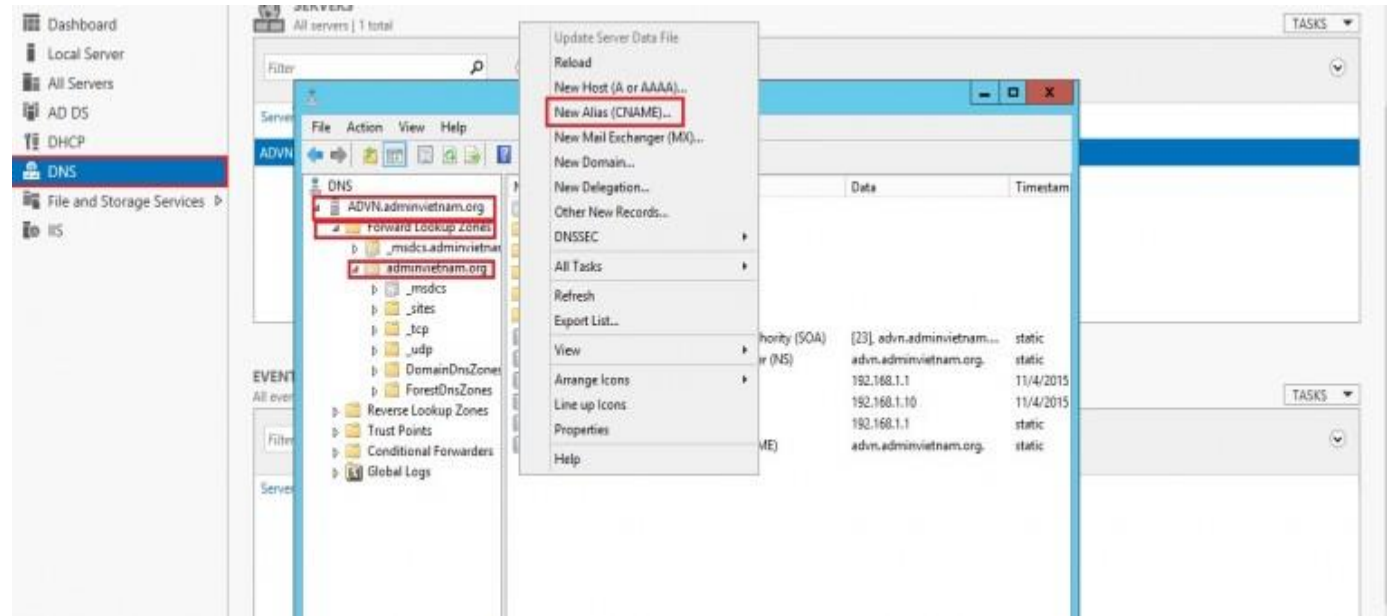 Dashboard
Local Server
All Servers
AD DS
DHCP
DNS
File and Storage Services
IIS
SERVERS
All servers | 1 total
TASKS
Filter
Server
ADVN
File Action View Help
DNS
ADVN.adminvietnam.org
Forward Lookup Zones
_msdcs.adminvietnam
adminvietnam.org
_msdcs
_sites
_tcp
_udp
DomainDnsZones
ForestDnsZones
Reverse Lookup Zones
Trust Points
Conditional Forwarders
Global Logs
Update Server Data File
Reload
New Host (A or AAAA)...
New Alias (CNAME)...
New Mail Exchanger (MX)...
New Domain...
New Delegation...
Other New Records...
DNSSEC
All Tasks
Refresh
Export List...
View
Arrange Icons
Line up Icons
Properties
Help
Data Timestam
hority (SOA) [23], advn.adminvietnam.... static
r (NS) advn.adminvietnam.org. static
192.168.1.1 11/4/2015
192.168.1.10 11/4/2015
192.168.1.1 static
ME) advn.adminvietnam.org. static
EVENT
All even
TASKS
Filter
Server